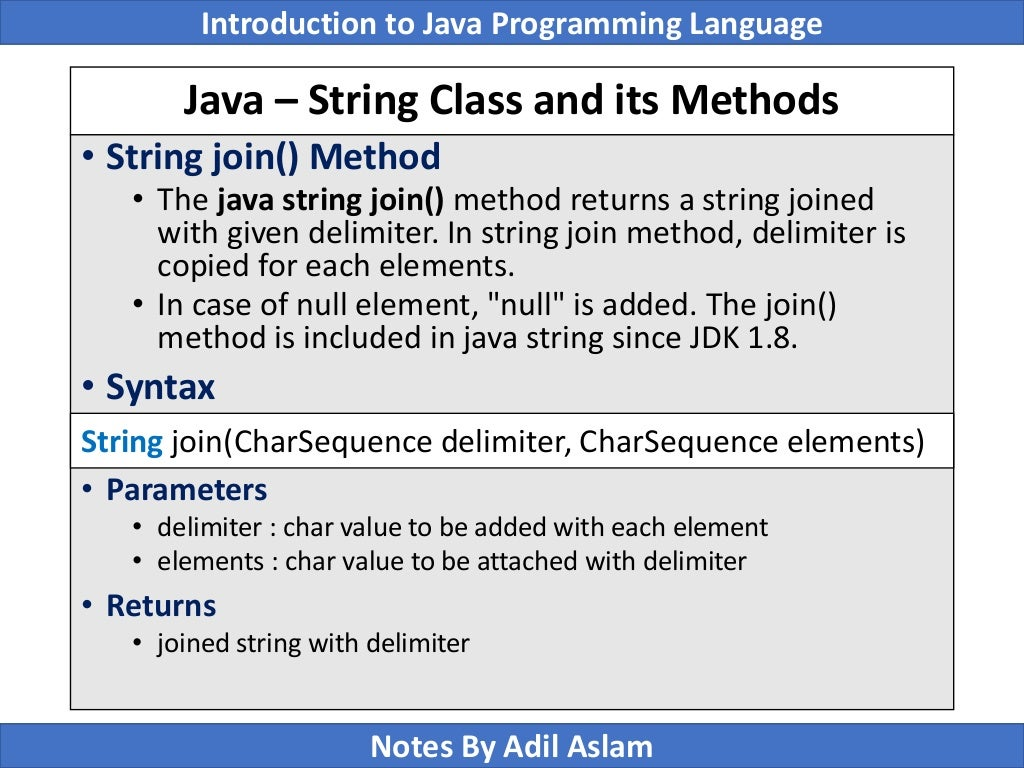 Introduction to Java Programming Language
Java – String Class and its Methods
• String join() Method
• The java string join() method returns a string joined
with given delimiter. In string join method, delimiter is
copied for each elements.
• In case of null element, "null" is added. The join()
method is included in java string since JDK 1.8.
• Syntax
String join(CharSequence delimiter, CharSequence elements)
• Parameters
• delimiter : char value to be added with each element
• elements : char value to be attached with delimiter
• Returns
• joined string with delimiter
Notes By Adil Aslam